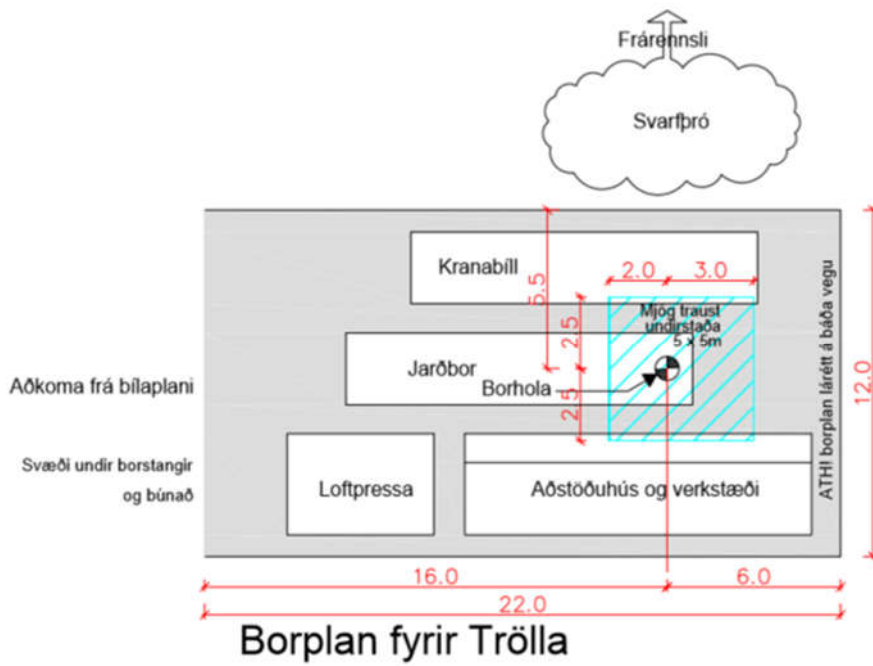 Frárennsli
Svarfþró
Kranabíll
2.0
3.0
5.5
2.5
Mjög traust
undirstaða
5 x 5m
Jarðbor
Borhola
2.5
12.0
ATH! borplan lárétt á báða vegu
Aðkoma frá bílaplani
Svæði undir borstangir
og búnað
Loftpressa
Aðstöðuhús og verkstæði
16.0
6.0
22.0
Borplan fyrir Trölla